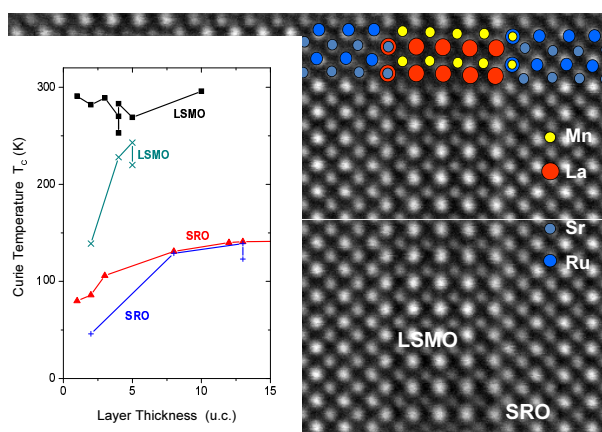 300
200
100
0
0
5
10
15
Curie Temperature T_C (K)
Layer Thickness (u.c.)
LSMO
LSMO
SRO
SRO
Mn
La
Sr
Ru
LSMO
SRO